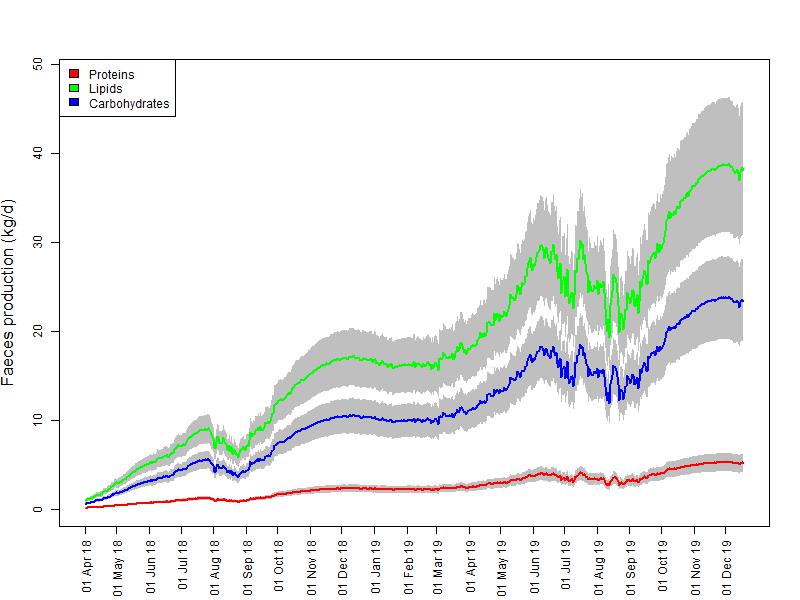 Faeces production (kg/d)
50
40
30
20
10
0
Proteins
Lipids
Carbohydrates
01 Apr 18
01 May 18
01 Jun 18
01 Jul 18
01 Aug 18
01 Sep 18
01 Oct 18
01 Nov 18
01 Dec 18
01 Jan 19
01 Feb 19
01 Mar 19
01 Apr 19
01 May 19
01 Jun 19
01 Jul 19
01 Aug 19
01 Sep 19
01 Oct 19
01 Nov 19
01 Dec 19